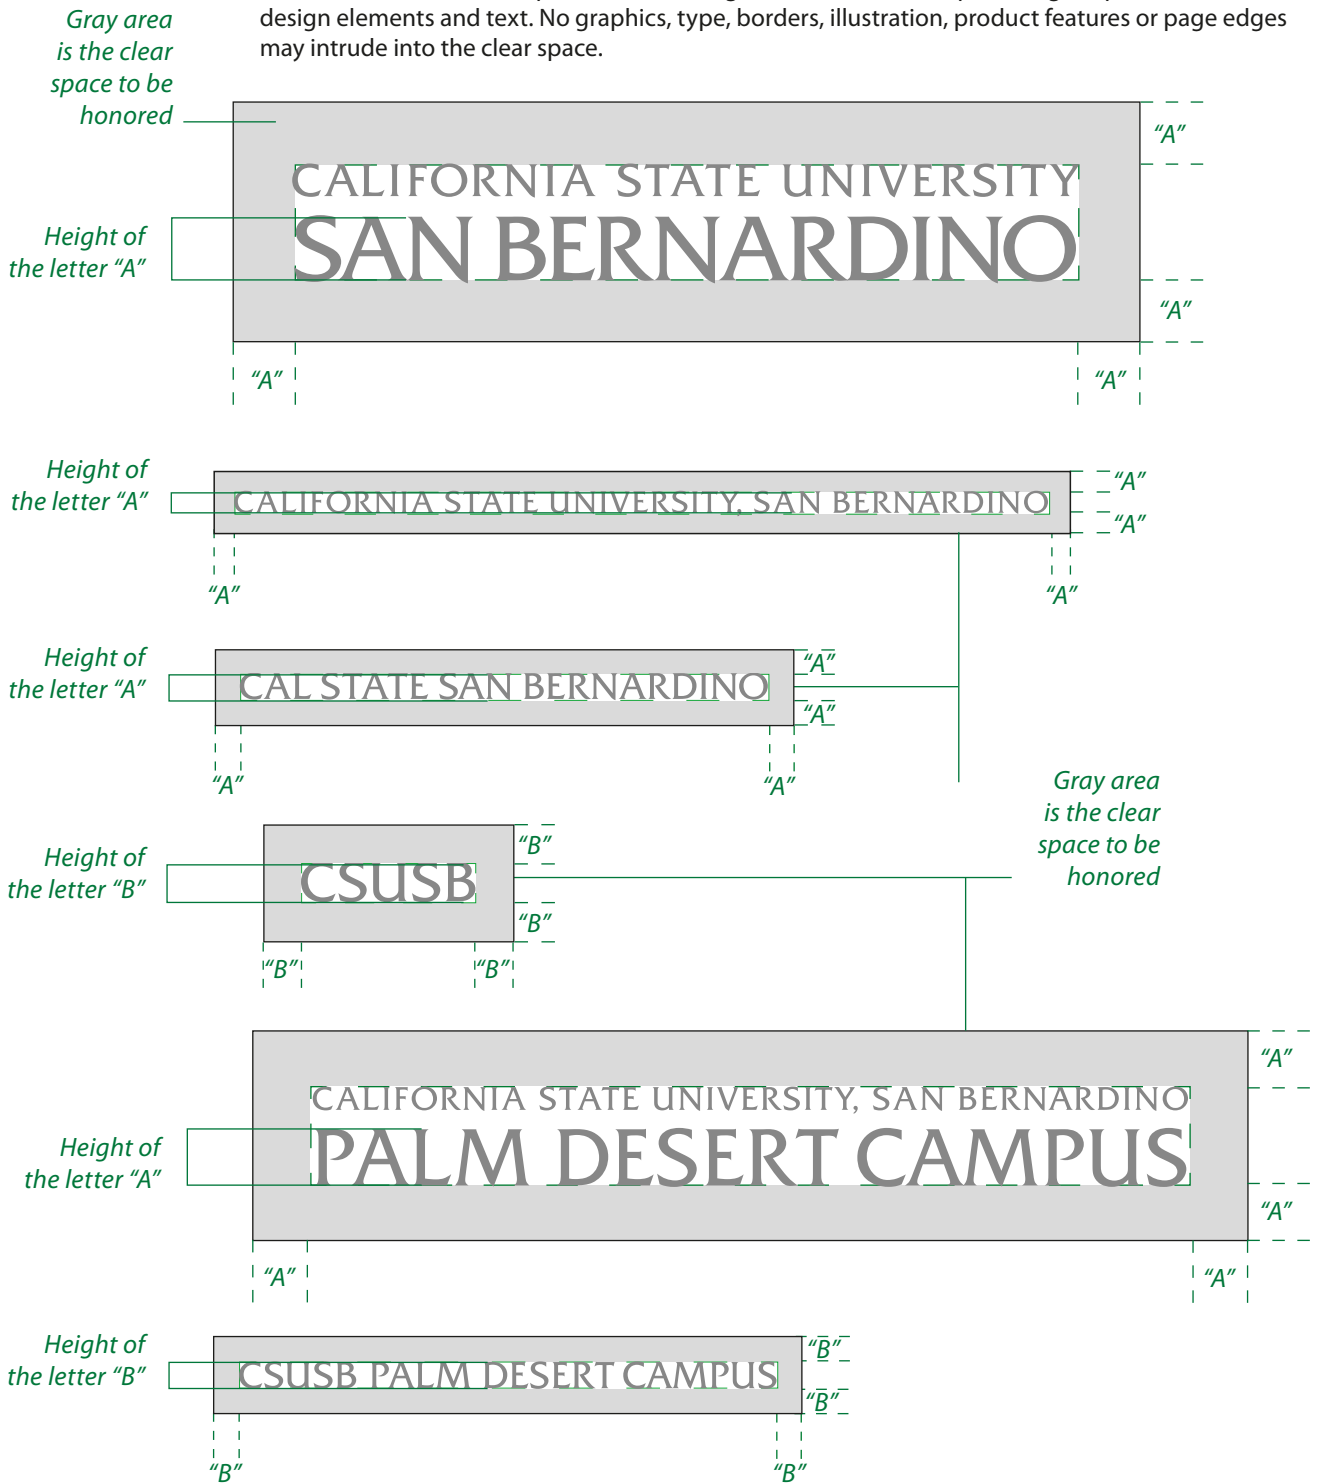 design elements and text. No graphics, type, borders, illustration, product features or page edges
may intrude into the clear space.
Gray area
is the clear
space to be
honored
"A"
CALIFORNIA STATE UNIVERSITY
SAN BERNARDINO
Height of
the letter "A"
"A"
"A"
"A"
Height of
the letter "A"
CALIFORNIA STATE UNIVERSITY, SAN BERNARDINO
"A"
"A"
"A"
"A"
Height of
the letter "A"
CAL STATE SAN BERNARDINO
"A"
"A"
"A"
"A"
Gray area
is the clear
space to be
honored
Height of
the letter "B"
CSUSB
"B"
"B"
"B"
"B"
"A"
CALIFORNIA STATE UNIVERSITY, SAN BERNARDINO
PALM DESERT CAMPUS
Height of
the letter "A"
"A"
"A"
"A"
Height of
the letter "B"
CSUSB PALM DESERT CAMPUS
"B"
"B"
"B"
"B"